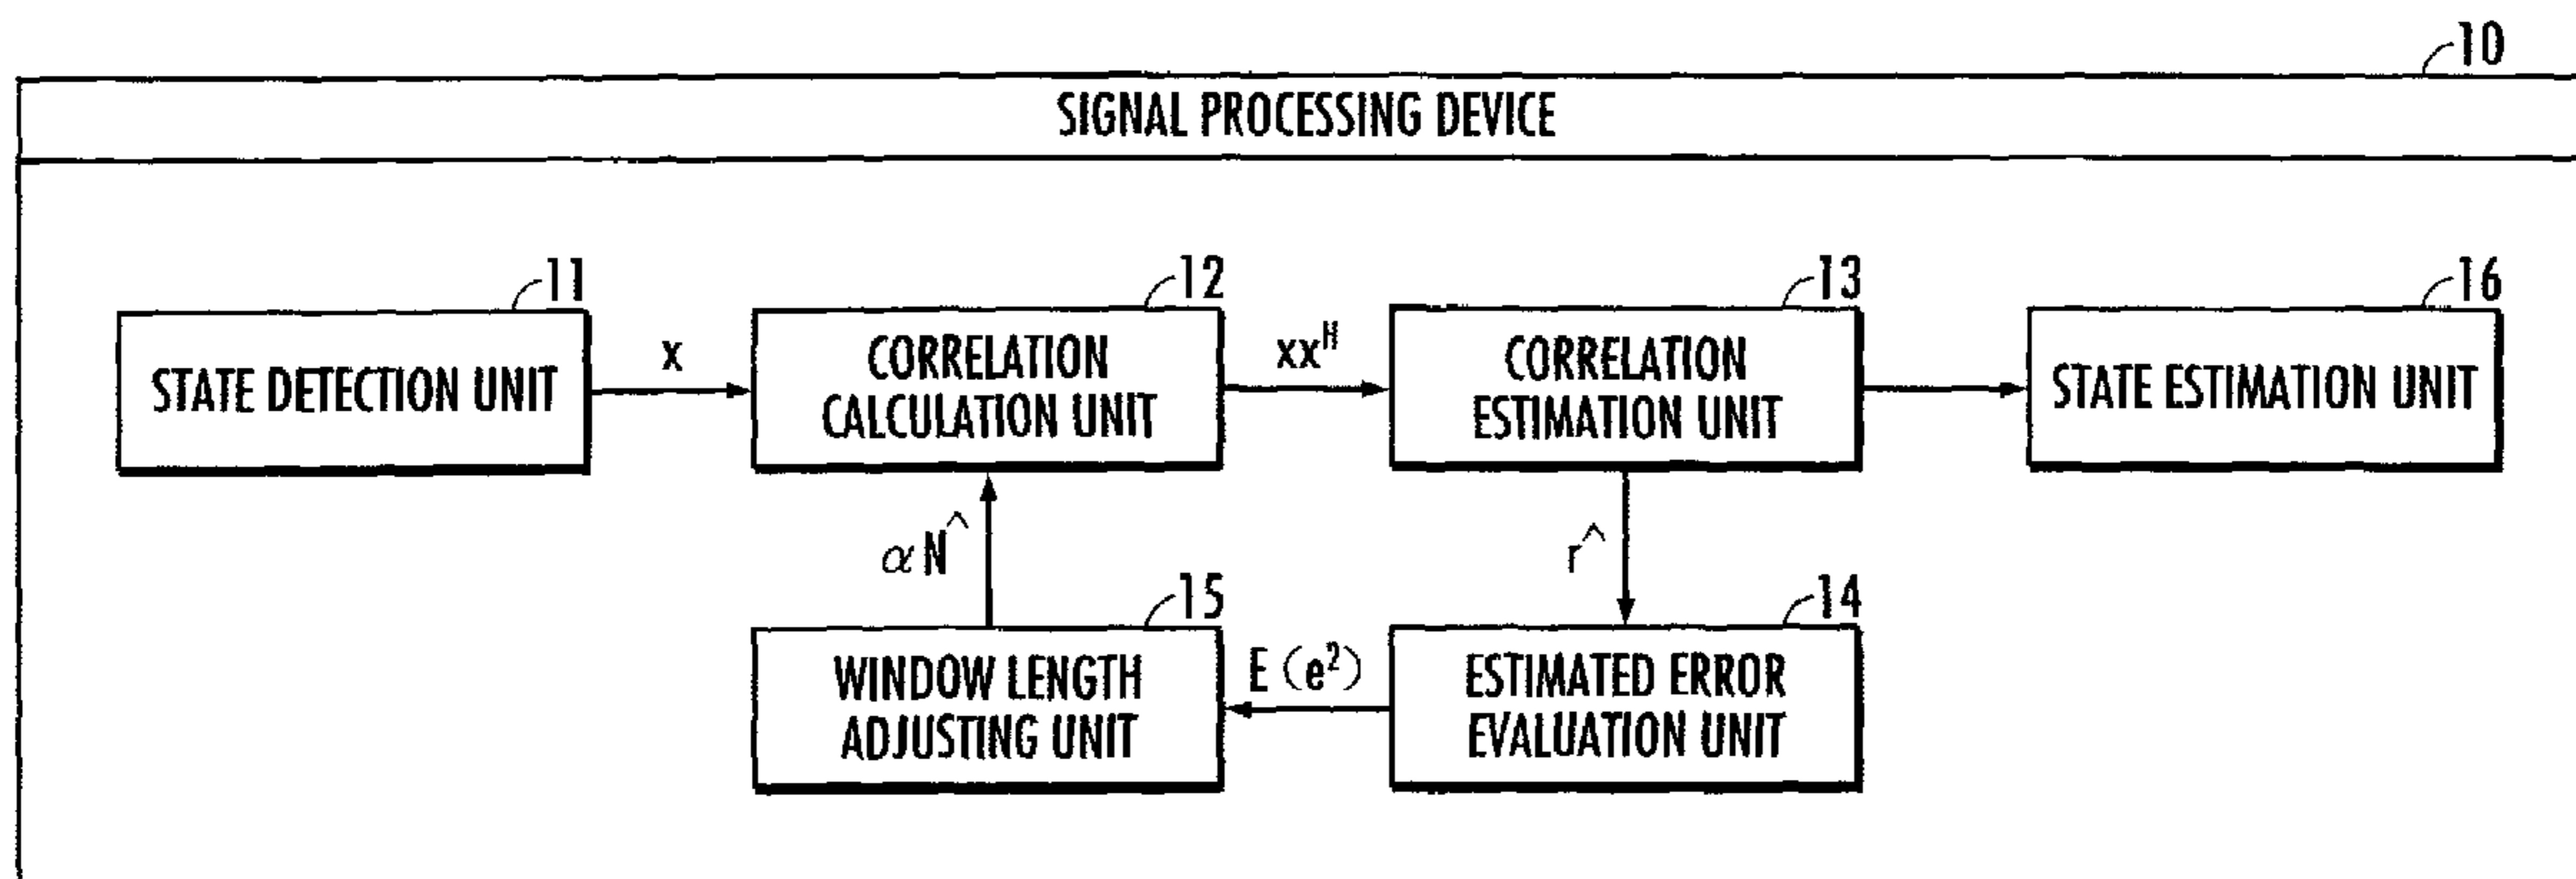 10
SIGNAL PROCESSING DEVICE
11
12
13
16
STATE DETECTION UNIT
x
CORRELATION
CALCULATION UNIT
xxᴴ
CORRELATION
ESTIMATION UNIT
STATE ESTIMATION UNIT
αN^
r^
15
14
WINDOW LENGTH
ADJUSTING UNIT
E (e²)
ESTIMATED ERROR
EVALUATION UNIT